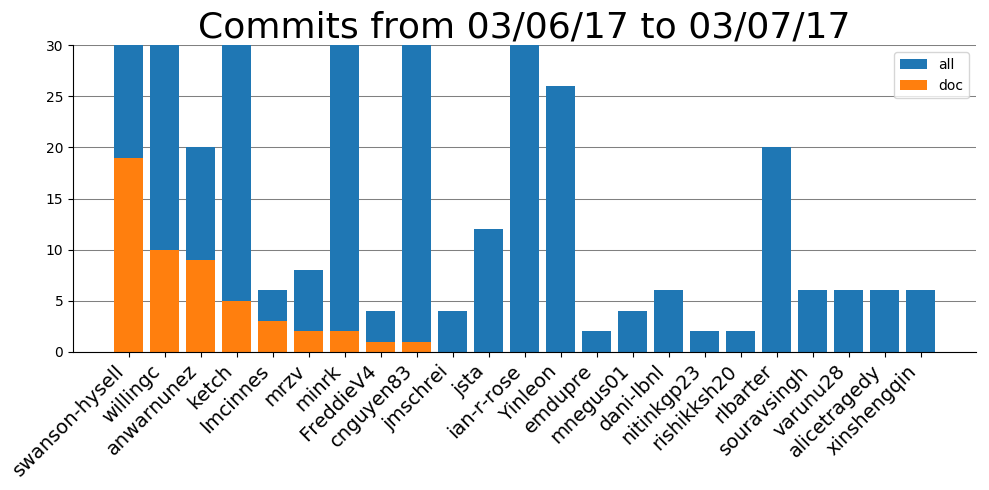 Commits from 03/06/17 to 03/07/17
30
25
20
15
10
5
0
all
doc
swanson-hysell
willingc
anwarnunez
ketch
lmcinnes
mrzv
minrk
FreddieV4
cnguyen83
jmschrei
jsta
ian-r-rose
Yinleon
emdupre
mnegus01
dani-lbnl
nitinkgp23
rishikksh20
rlbarter
souravsingh
varunu28
alicetragedy
xinshengqin